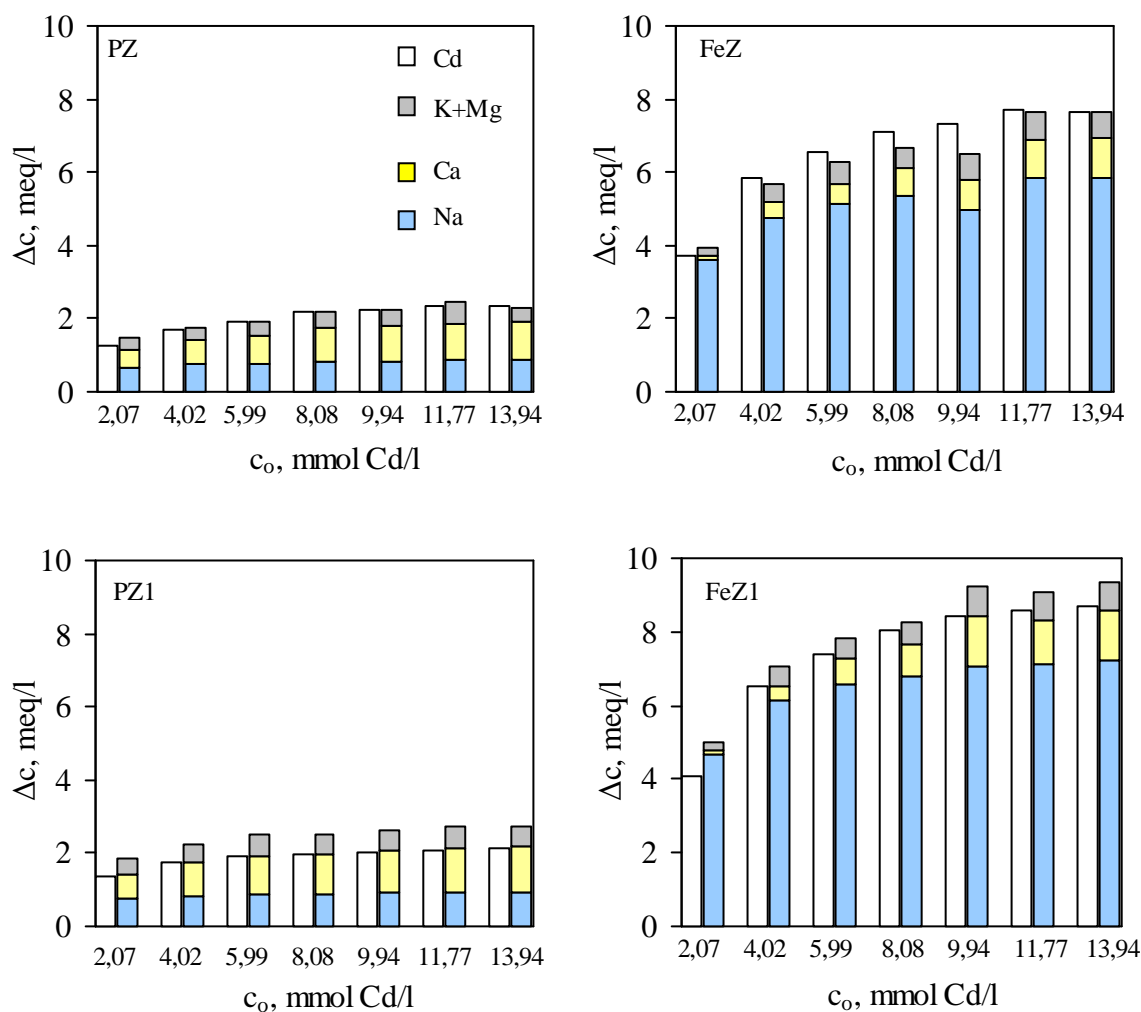 PZ
Cd
K+Mg
Ca
Na
10
8
6
4
2
0
Δc, meq/l
2,07 4,02 5,99 8,08 9,94 11,77 13,94
co, mmol Cd/l
FeZ
10
8
6
4
2
0
Δc, meq/l
2,07 4,02 5,99 8,08 9,94 11,77 13,94
co, mmol Cd/l
PZ1
10
8
6
4
2
0
Δc, meq/l
2,07 4,02 5,99 8,08 9,94 11,77 13,94
co, mmol Cd/l
FeZ1
10
8
6
4
2
0
Δc, meq/l
2,07 4,02 5,99 8,08 9,94 11,77 13,94
co, mmol Cd/l